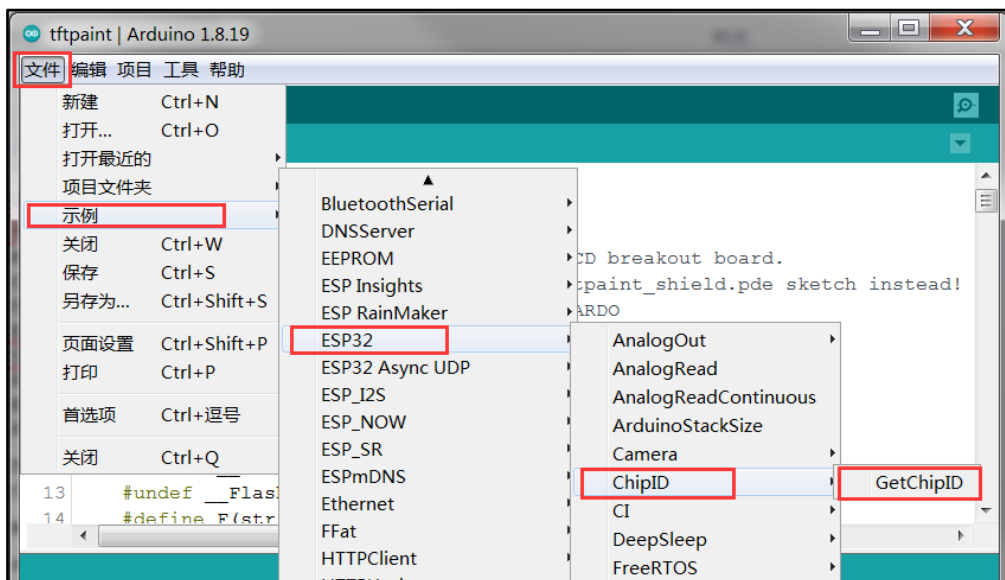 tftpaint | Arduino 1.8.19
文件 编辑 项目 工具 帮助
新建 Ctrl+N
打开... Ctrl+O
打开最近的
项目文件夹
示例
关闭 Ctrl+W
保存 Ctrl+S
另存为... Ctrl+Shift+S
页面设置 Ctrl+Shift+P
打印 Ctrl+P
首选项 Ctrl+逗号
关闭 Ctrl+Q
BluetoothSerial
DNSServer
EEPROM
ESP Insights
ESP RainMaker
ESP32
ESP32 Async UDP
ESP_I2S
ESP_NOW
ESP_SR
ESPmDNS
Ethernet
FFat
HTTPClient
AnalogOut
AnalogRead
AnalogReadContinuous
ArduinoStackSize
Camera
ChipID
CI
DeepSleep
FreeRTOS
GetChipID
CD breakout board.
tpaint_shield.pde sketch instead!
ARDO
13 #undef __Flas
14 #define F(str